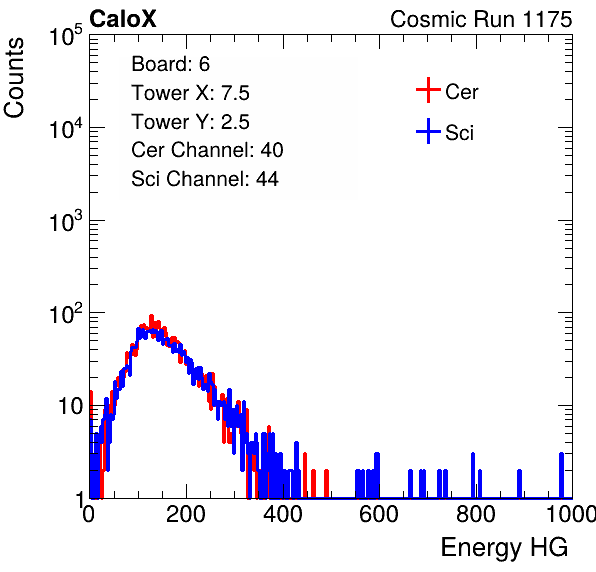 CaloX Cosmic Run 1175
Counts
Board: 6
Tower X: 7.5
Tower Y: 2.5
Cer Channel: 40
Sci Channel: 44
Cer
Sci
10^5
10^4
10^3
10^2
10
1
0 200 400 600 800 1000
Energy HG